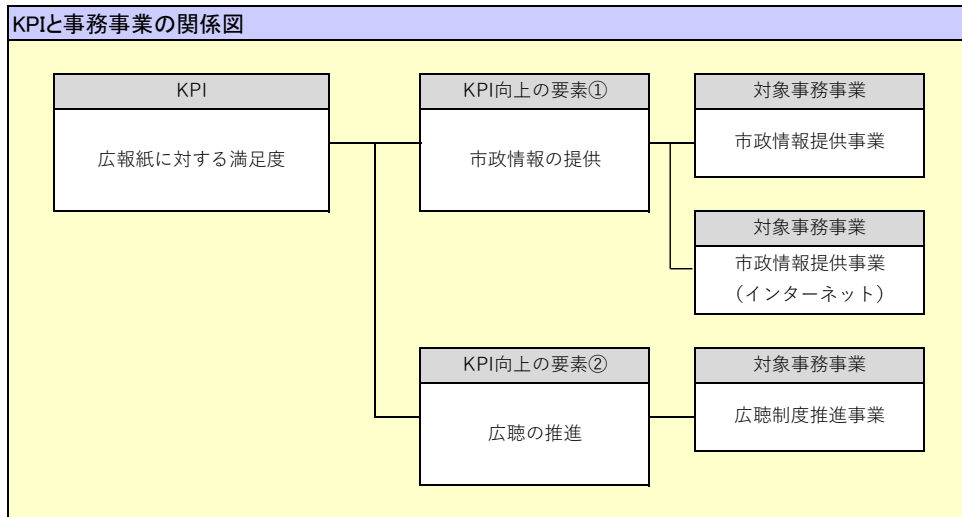 KPIと事務事業の関係図
KPI
広報紙に対する満足度
KPI向上の要素①
市政情報の提供
対象事務事業
市政情報提供事業
対象事務事業
市政情報提供事業
（インターネット）
KPI向上の要素②
広聴の推進
対象事務事業
広聴制度推進事業